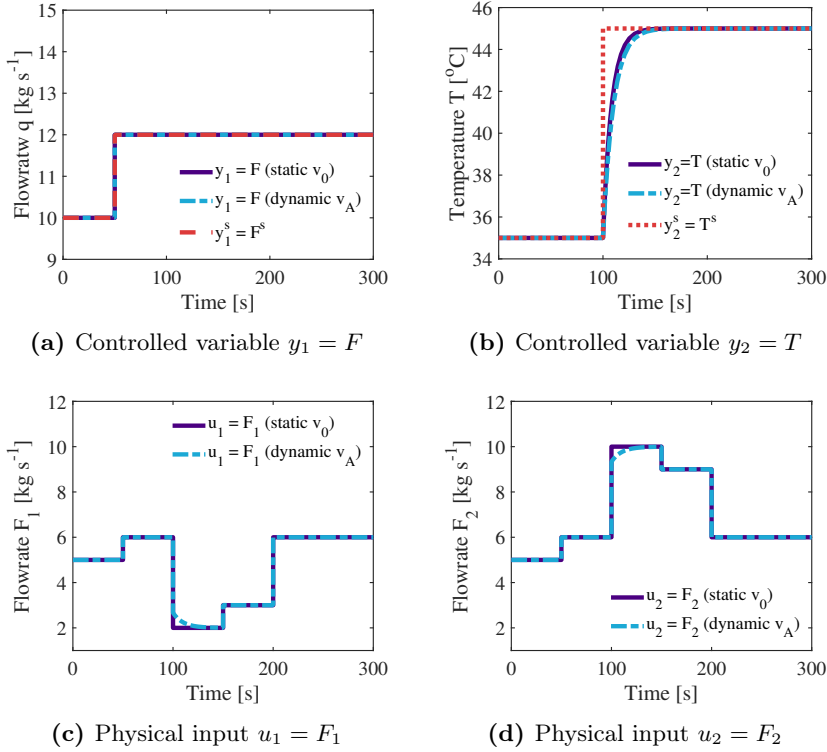 15
14
13
12
11
10
9
Flowratw q [kg s⁻¹]
y₁ = F (static v₀)
y₁ = F (dynamic v_A)
y₁ˢ = Fˢ
0 100 200 300
Time [s]
(a) Controlled variable y₁ = F
46
44
42
40
38
36
34
Temperature T [°C]
y₂=T (static v₀)
y₂=T (dynamic v_A)
y₂ˢ = Tˢ
0 100 200 300
Time [s]
(b) Controlled variable y₂ = T
12
10
8
6
4
2
Flowrate F₁ [kg s⁻¹]
u₁ = F₁ (static v₀)
u₁ = F₁ (dynamic v_A)
0 100 200 300
Time [s]
(c) Physical input u₁ = F₁
12
10
8
6
4
2
Flowrate F₂ [kg s⁻¹]
u₂ = F₂ (static v₀)
u₂ = F₂ (dynamic v_A)
0 100 200 300
Time [s]
(d) Physical input u₂ = F₂